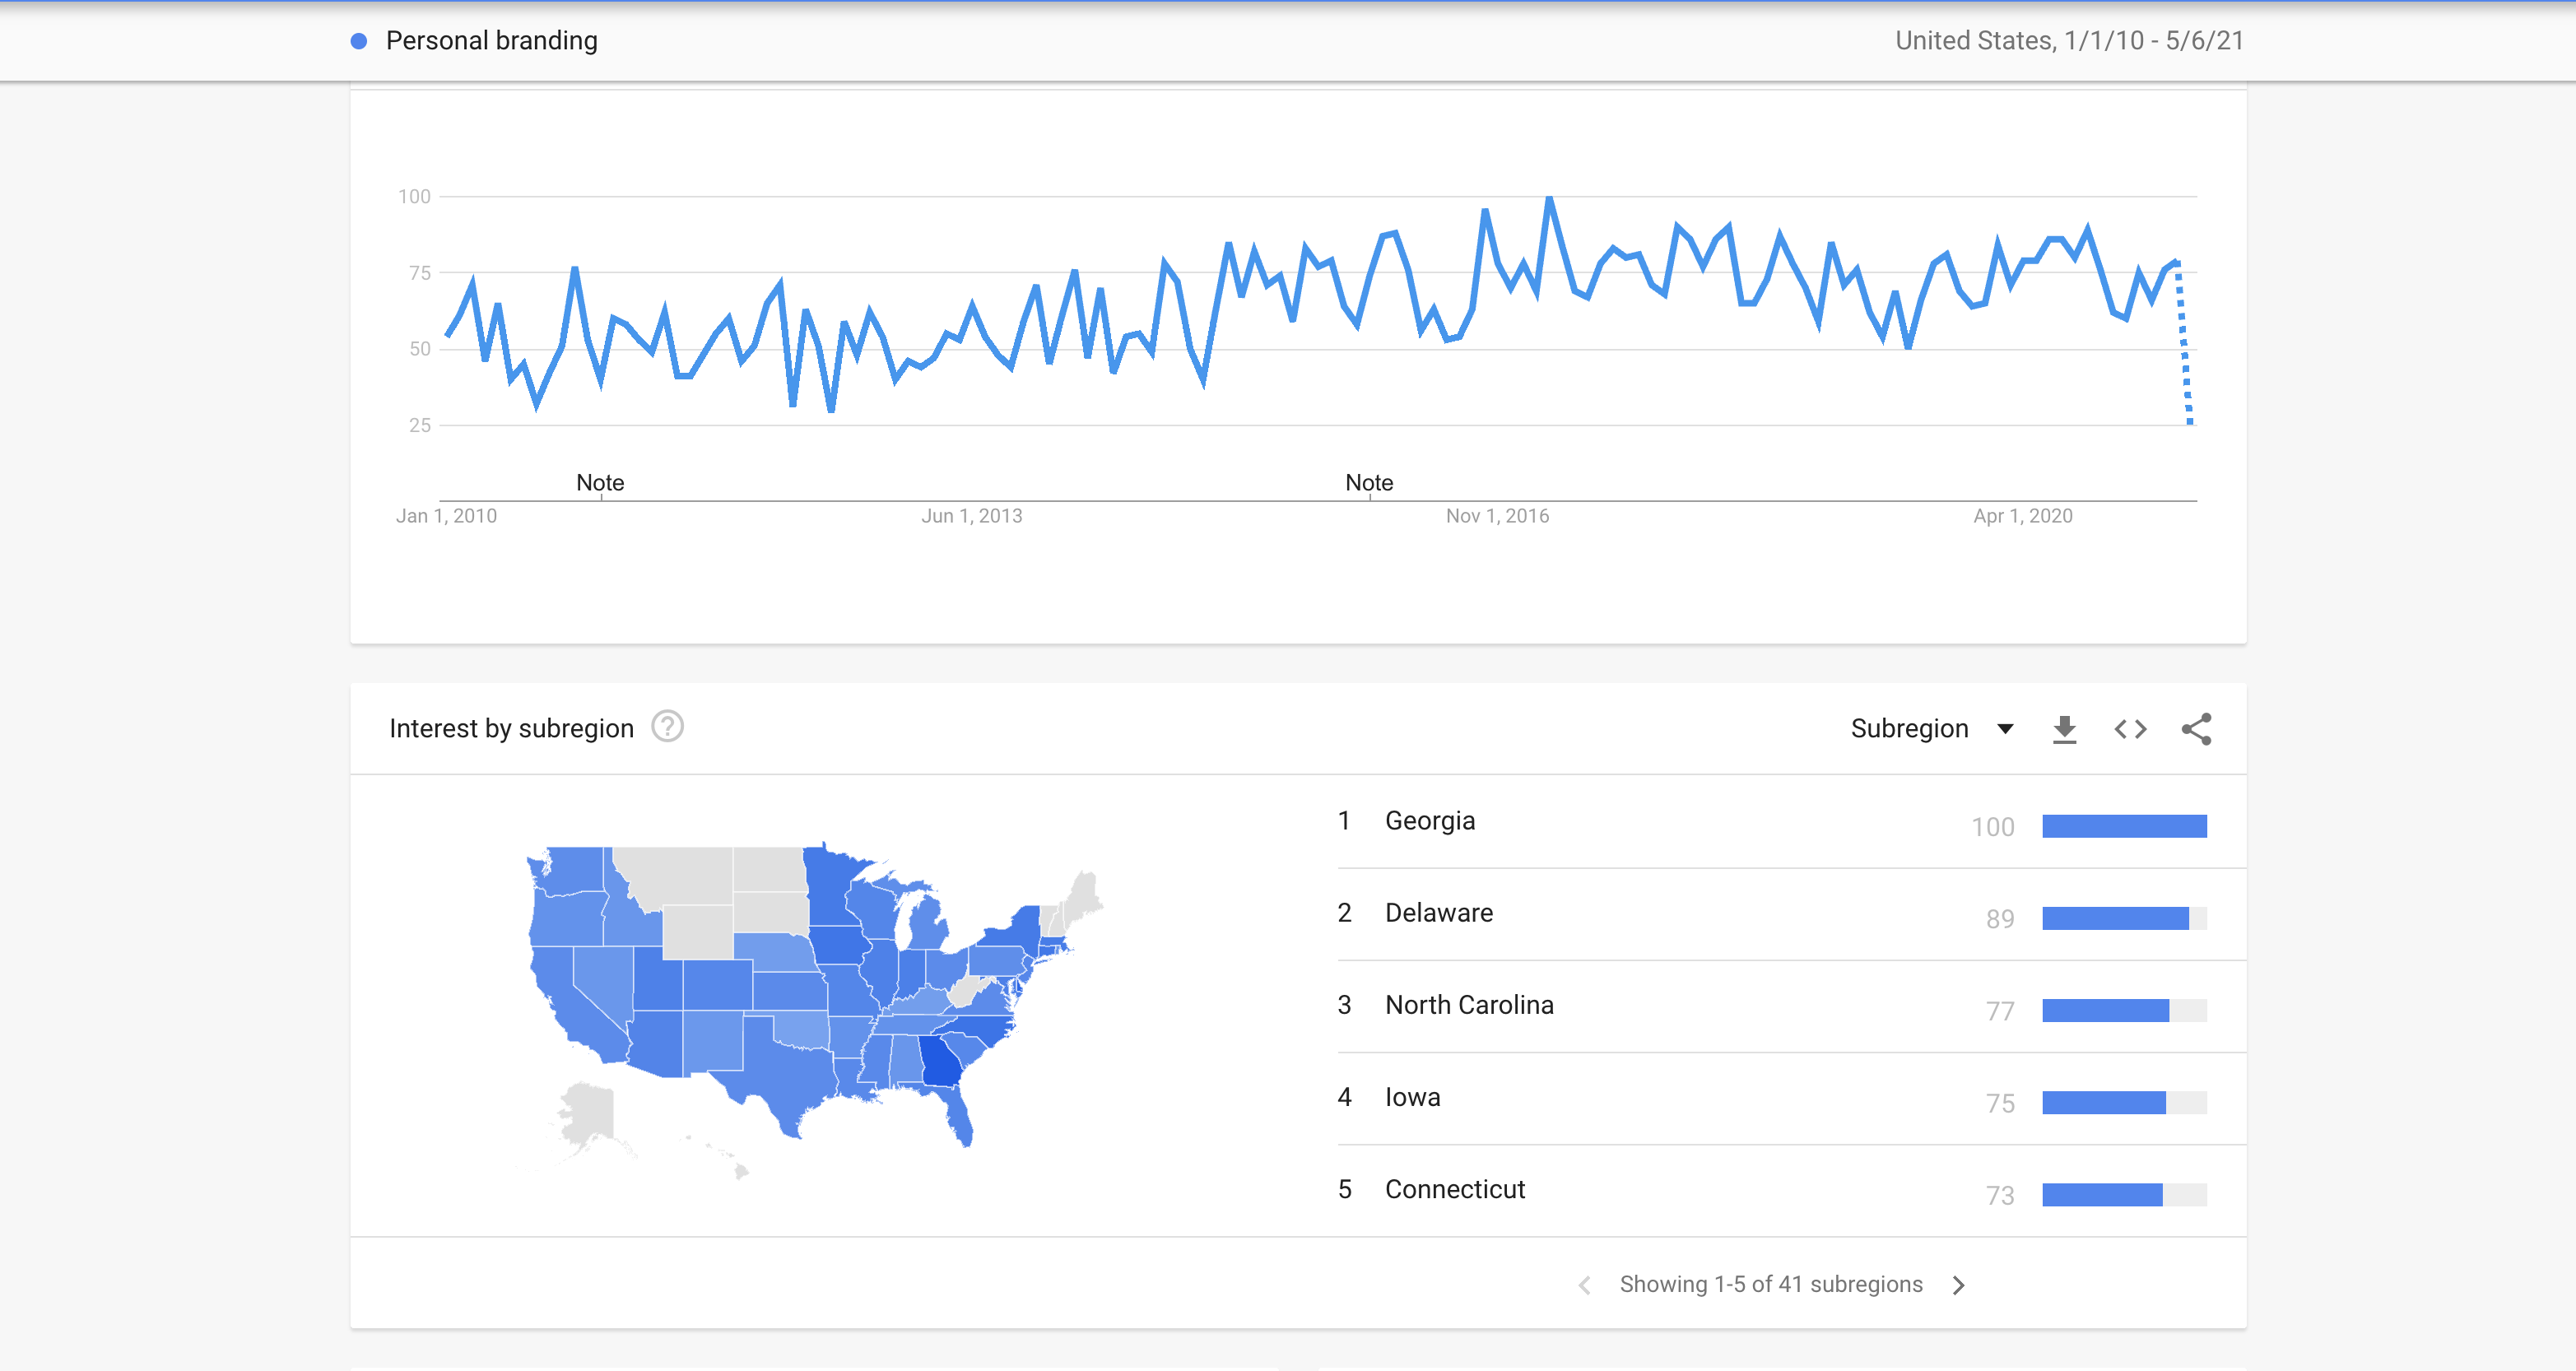 Personal branding
United States, 1/1/10 - 5/6/21
100
75
50
25
Note
Note
Jan 1, 2010
Jun 1, 2013
Nov 1, 2016
Apr 1, 2020
Interest by subregion
Subregion
1 Georgia 100
2 Delaware 89
3 North Carolina 77
4 Iowa 75
5 Connecticut 73
Showing 1-5 of 41 subregions